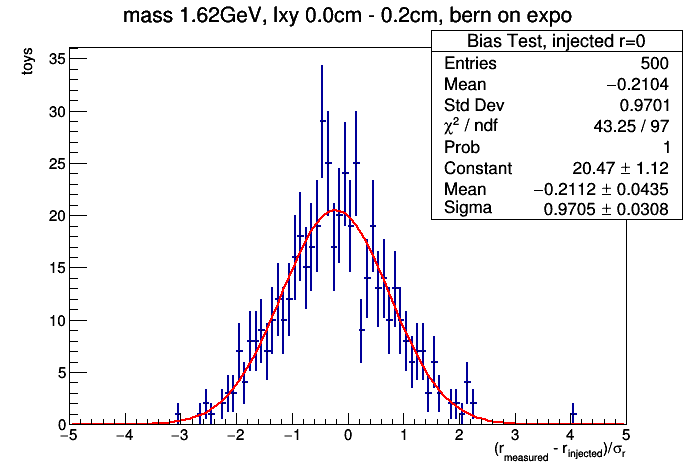 mass 1.62GeV, lxy 0.0cm - 0.2cm, bern on expo
toys
Bias Test, injected r=0
Entries 500
Mean −0.2104
Std Dev 0.9701
χ² / ndf 43.25 / 97
Prob 1
Constant 20.47 ± 1.12
Mean −0.2112 ± 0.0435
Sigma 0.9705 ± 0.0308
35
30
25
20
15
10
5
0
−5 −4 −3 −2 −1 0 1 2 3 4 5
(r_measured - r_injected)/σ_r